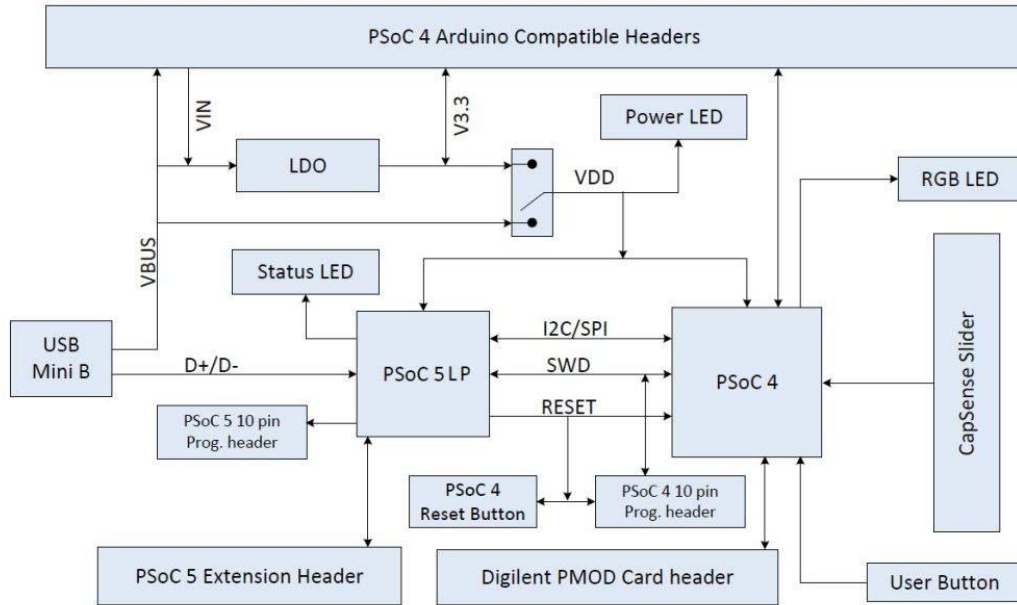 PSoC 4 Arduino Compatible Headers
VIN
V3.3
Power LED
LDO
VDD
RGB LED
VBUS
Status LED
USB
Mini B
D+/D-
PSoC 5LP
I2C/SPI
SWD
RESET
PSoC 4
CapSense Slider
PSoC 5 10 pin
Prog. header
PSoC 4
Reset Button
PSoC 4 10 pin
Prog. header
PSoC 5 Extension Header
Digilent PMOD Card header
User Button